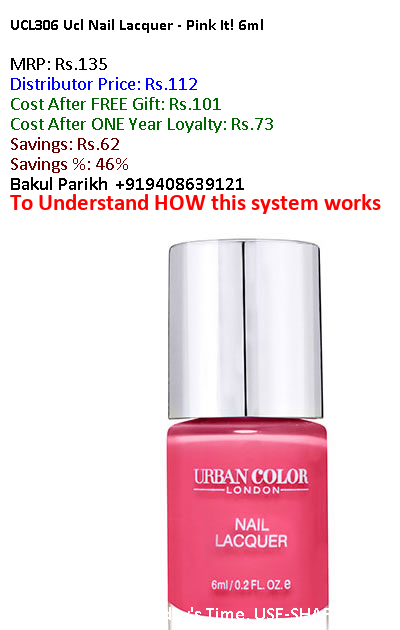 UCL306 Ucl Nail Lacquer - Pink It! 6ml
MRP: Rs.135
Distributor Price: Rs.112
Cost After FREE Gift: Rs.101
Cost After ONE Year Loyalty: Rs.73
Savings: Rs.62
Savings %: 46%
Bakul Parikh +919408639121
To Understand HOW this system works
URBAN COLOR
LONDON
NAIL
LACQUER
6ml/0.2 FL. OZ. e
Time. USE-